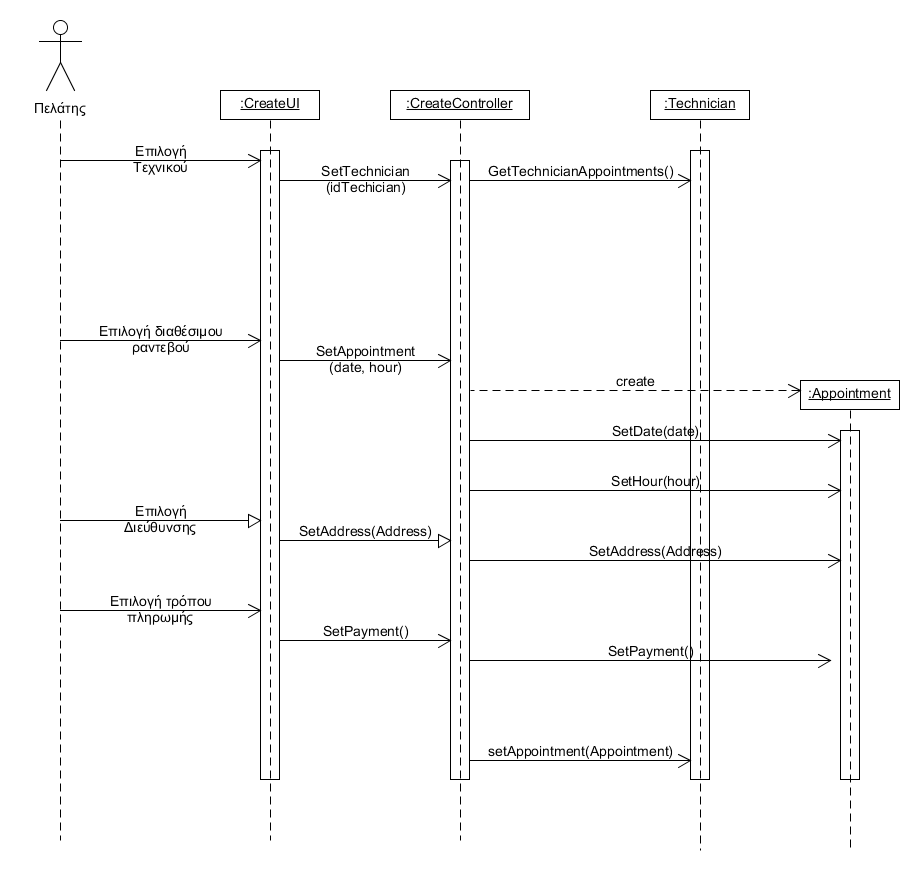 Πελάτης
:CreateUI
:CreateController
:Technician
Επιλογή
Τεχνικού
SetTechnician
(idTechician)
GetTechnicianAppointments()
Επιλογή διαθέσιμου
ραντεβού
SetAppointment
(date, hour)
create
:Appointment
SetDate(date)
SetHour(hour)
Επιλογή
Διεύθυνσης
SetAddress(Address)
SetAddress(Address)
Επιλογή τρόπου
πληρωμής
SetPayment()
SetPayment()
setAppointment(Appointment)